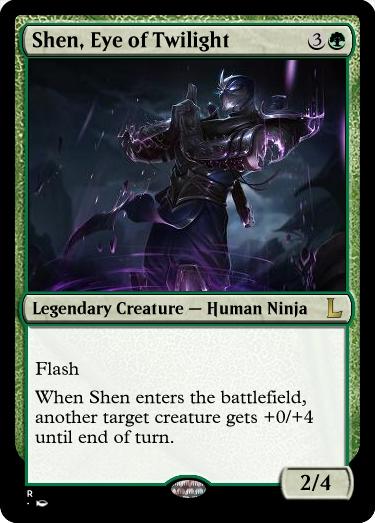 Shen, Eye of Twilight 3
Legendary Creature — Human Ninja L
Flash
When Shen enters the battlefield,
another target creature gets +0/+4
until end of turn.
2/4
R